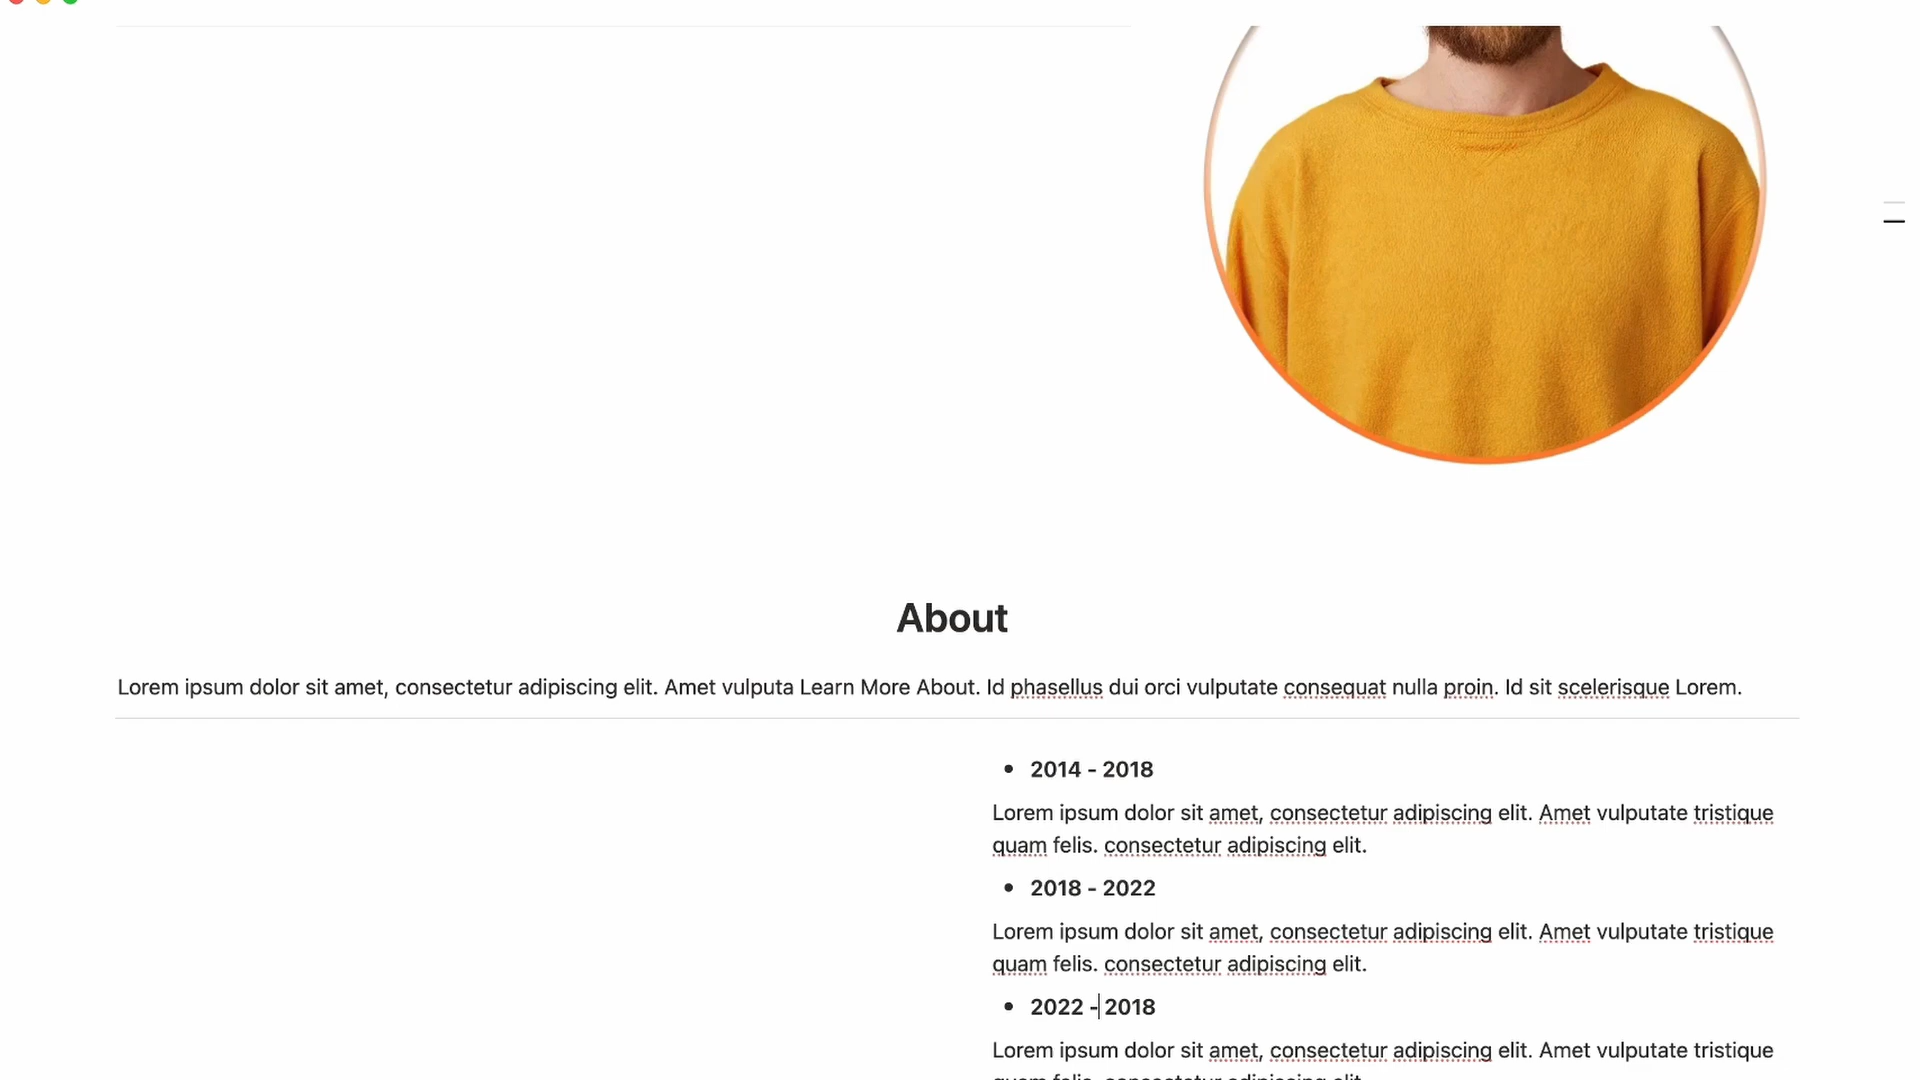 About
Lorem ipsum dolor sit amet, consectetur adipiscing elit. Amet vulputa Learn More About. Id phasellus dui orci vulputate consequat nulla proin. Id sit scelerisque Lorem.
• 2014 - 2018
Lorem ipsum dolor sit amet, consectetur adipiscing elit. Amet vulputate tristique
quam felis. consectetur adipiscing elit.
• 2018 - 2022
Lorem ipsum dolor sit amet, consectetur adipiscing elit. Amet vulputate tristique
quam felis. consectetur adipiscing elit.
• 2022 - 2018
Lorem ipsum dolor sit amet, consectetur adipiscing elit. Amet vulputate tristique